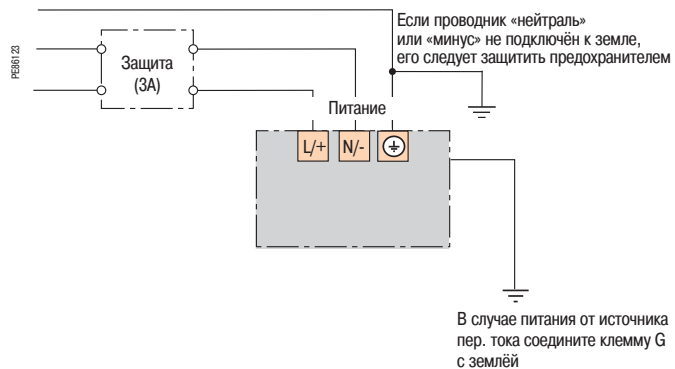 PE86123
Защита
(3А)
Если проводник «нейтраль»
или «минус» не подключён к земле,
его следует защитить предохранителем
Питание
L/+ N/-
В случае питания от источника
пер. тока соедините клемму G
с землёй